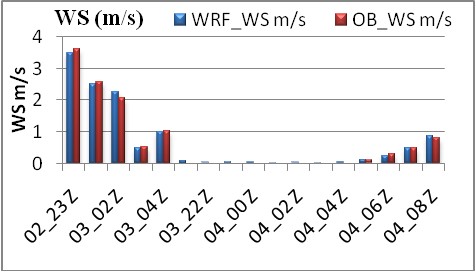 WS (m/s)
WRF_WS m/s
OB_WS m/s
WS m/s
4
3
2
1
0
02_23Z
03_02Z
03_04Z
03_22Z
04_00Z
04_02Z
04_04Z
04_06Z
04_08Z